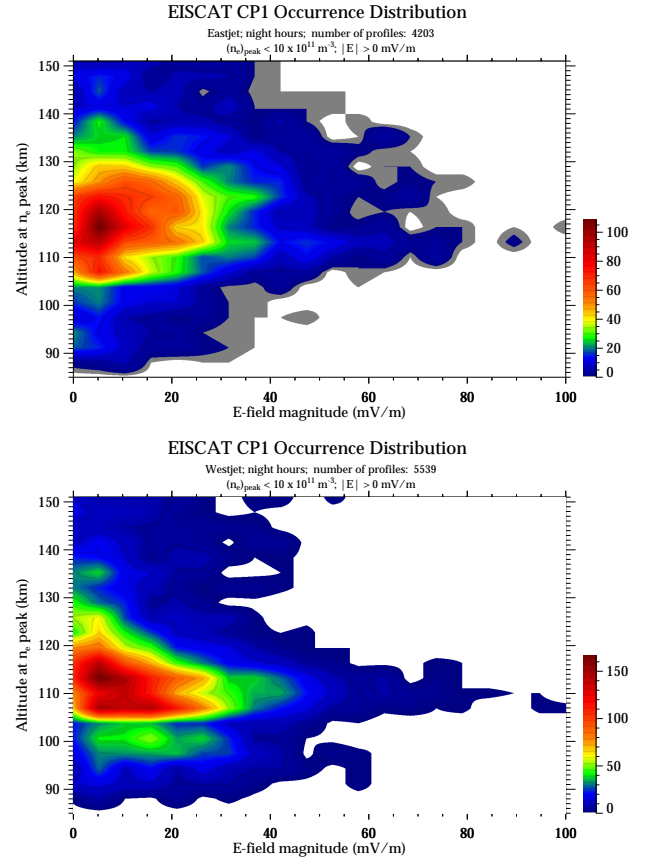 EISCAT CP1 Occurrence Distribution
Eastjet; night hours; number of profiles: 4203
(nₑ)peak < 10 x 10¹¹ m⁻³; |E| > 0 mV/m
150
140
130
120
110
100
90
Altitude at nₑ peak (km)
0 20 40 60 80 100
E-field magnitude (mV/m)
100
80
60
40
20
0
EISCAT CP1 Occurrence Distribution
Westjet; night hours; number of profiles: 5539
(nₑ)peak < 10 x 10¹¹ m⁻³; |E| > 0 mV/m
150
140
130
120
110
100
90
Altitude at nₑ peak (km)
0 20 40 60 80 100
E-field magnitude (mV/m)
150
100
50
0